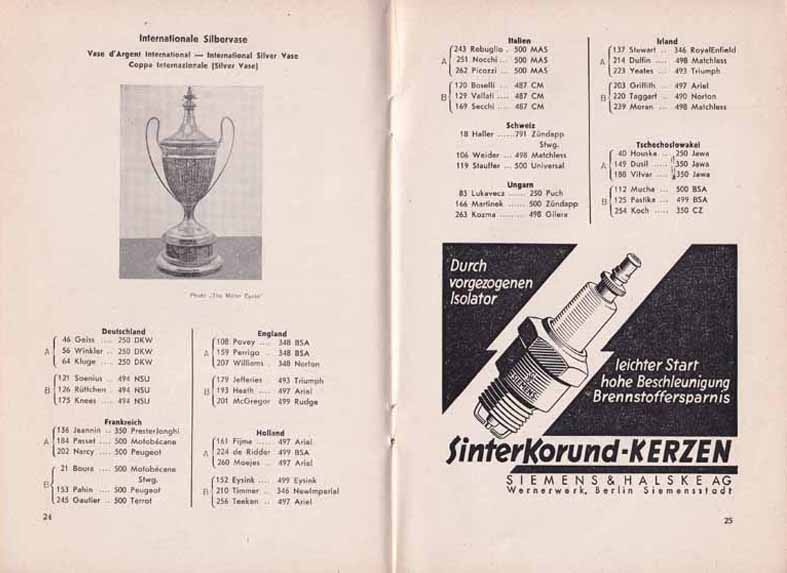 Internationale Silbervase
Vase d'Argent International — International Silver Vase
Coppa Internazionale (Silver Vase)
Photo „The Motor Cycle"
Deutschland
A
46 Geiss .... 250 DKW
56 Winkler .. 250 DKW
64 Kluge .... 250 DKW
B
121 Soenius .. 494 NSU
126 Rüttchen .. 494 NSU
175 Knees .... 494 NSU
Frankreich
A
136 Jeannin .. 350 PresterJonghi
184 Passet .... 500 Motobécane
202 Narcy .... 500 Peugeot
B
21 Boura .... 500 Motobécane
Stwg.
153 Pahin .... 500 Peugeot
245 Gautier .. 500 Terrot
24
England
A
108 Povey .... 348 BSA
159 Perrigo .. 348 BSA
207 Williams . 348 Norton
B
179 Jefferies . 493 Triumph
193 Heath .... 497 Ariel
201 McGregor 499 Rudge
Holland
A
161 Fijma ...... 497 Ariel
224 de Ridder 499 BSA
260 Moejes .. 497 Ariel
B
152 Eysink .... 499 Eysink
210 Timmer .. 346 NewImperial
256 Teeken .. 497 Ariel
Italien
A
243 Rebuglio . 500 MAS
251 Nocchi .. 500 MAS
262 Picozzi ... 500 MAS
B
120 Boselli .... 487 CM
129 Vailati .... 487 CM
169 Secchi .... 487 CM
Schweiz
18 Haller ...... 791 Zündapp
Stwg.
106 Weider ... 498 Matchless
119 Stauffer ... 500 Universal
Ungarn
83 Lukavecz ...... 250 Puch
166 Martinek ...... 500 Zündapp
263 Kozma ........ 498 Gilera
Irland
A
137 Stewart .. 346 RoyalEnfield
214 Dulfin .... 498 Matchless
223 Yeates ... 493 Triumph
B
203 Griffith ... 497 Ariel
220 Taggart .. 490 Norton
239 Moran ... 498 Matchless
Tschechoslowakei
A
40 Houska ... 250 Jawa
149 Dusil ..... 350 Jawa
188 Vitvar .... 350 Jawa
B
112 Mucha ... 500 BSA
125 Pastika ... 499 BSA
254 Koch ..... 350 CZ
Durch
vorgezogenen
Isolator
SIEMENS
leichter Start
hohe Beschleunigung
Brennstoffersparnis
SinterKorund-KERZEN
SIEMENS & HALSKE AG
Wernerwerk, Berlin Siemensstadt
25